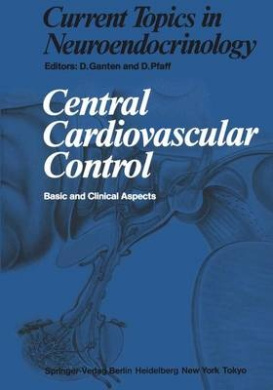 Current Topics in
Neuroendocrinology
Editors: D. Ganten and D. Pfaff
Central
Cardiovascular
Control
Basic and Clinical Aspects
Springer-Verlag Berlin Heidelberg New York Tokyo